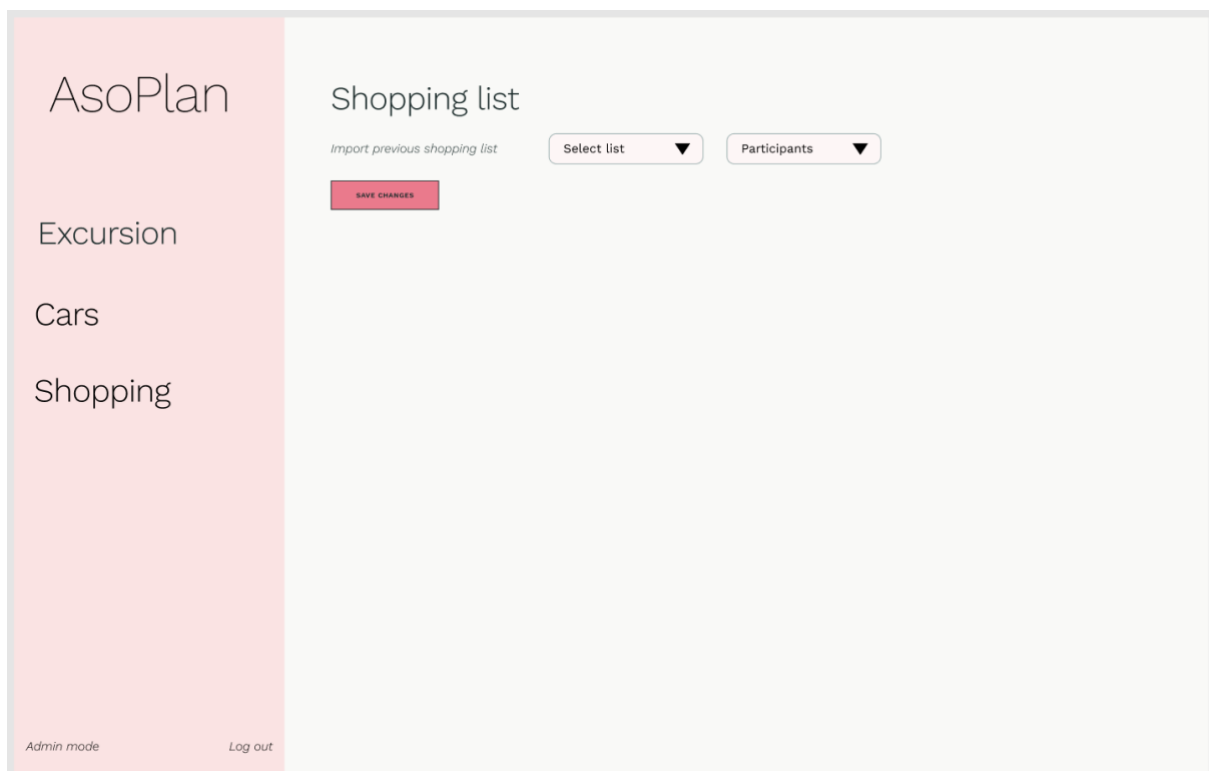 AsoPlan
Excursion
Cars
Shopping
Admin mode
Log out
Shopping list
Import previous shopping list
Select list
Participants
SAVE CHANGES